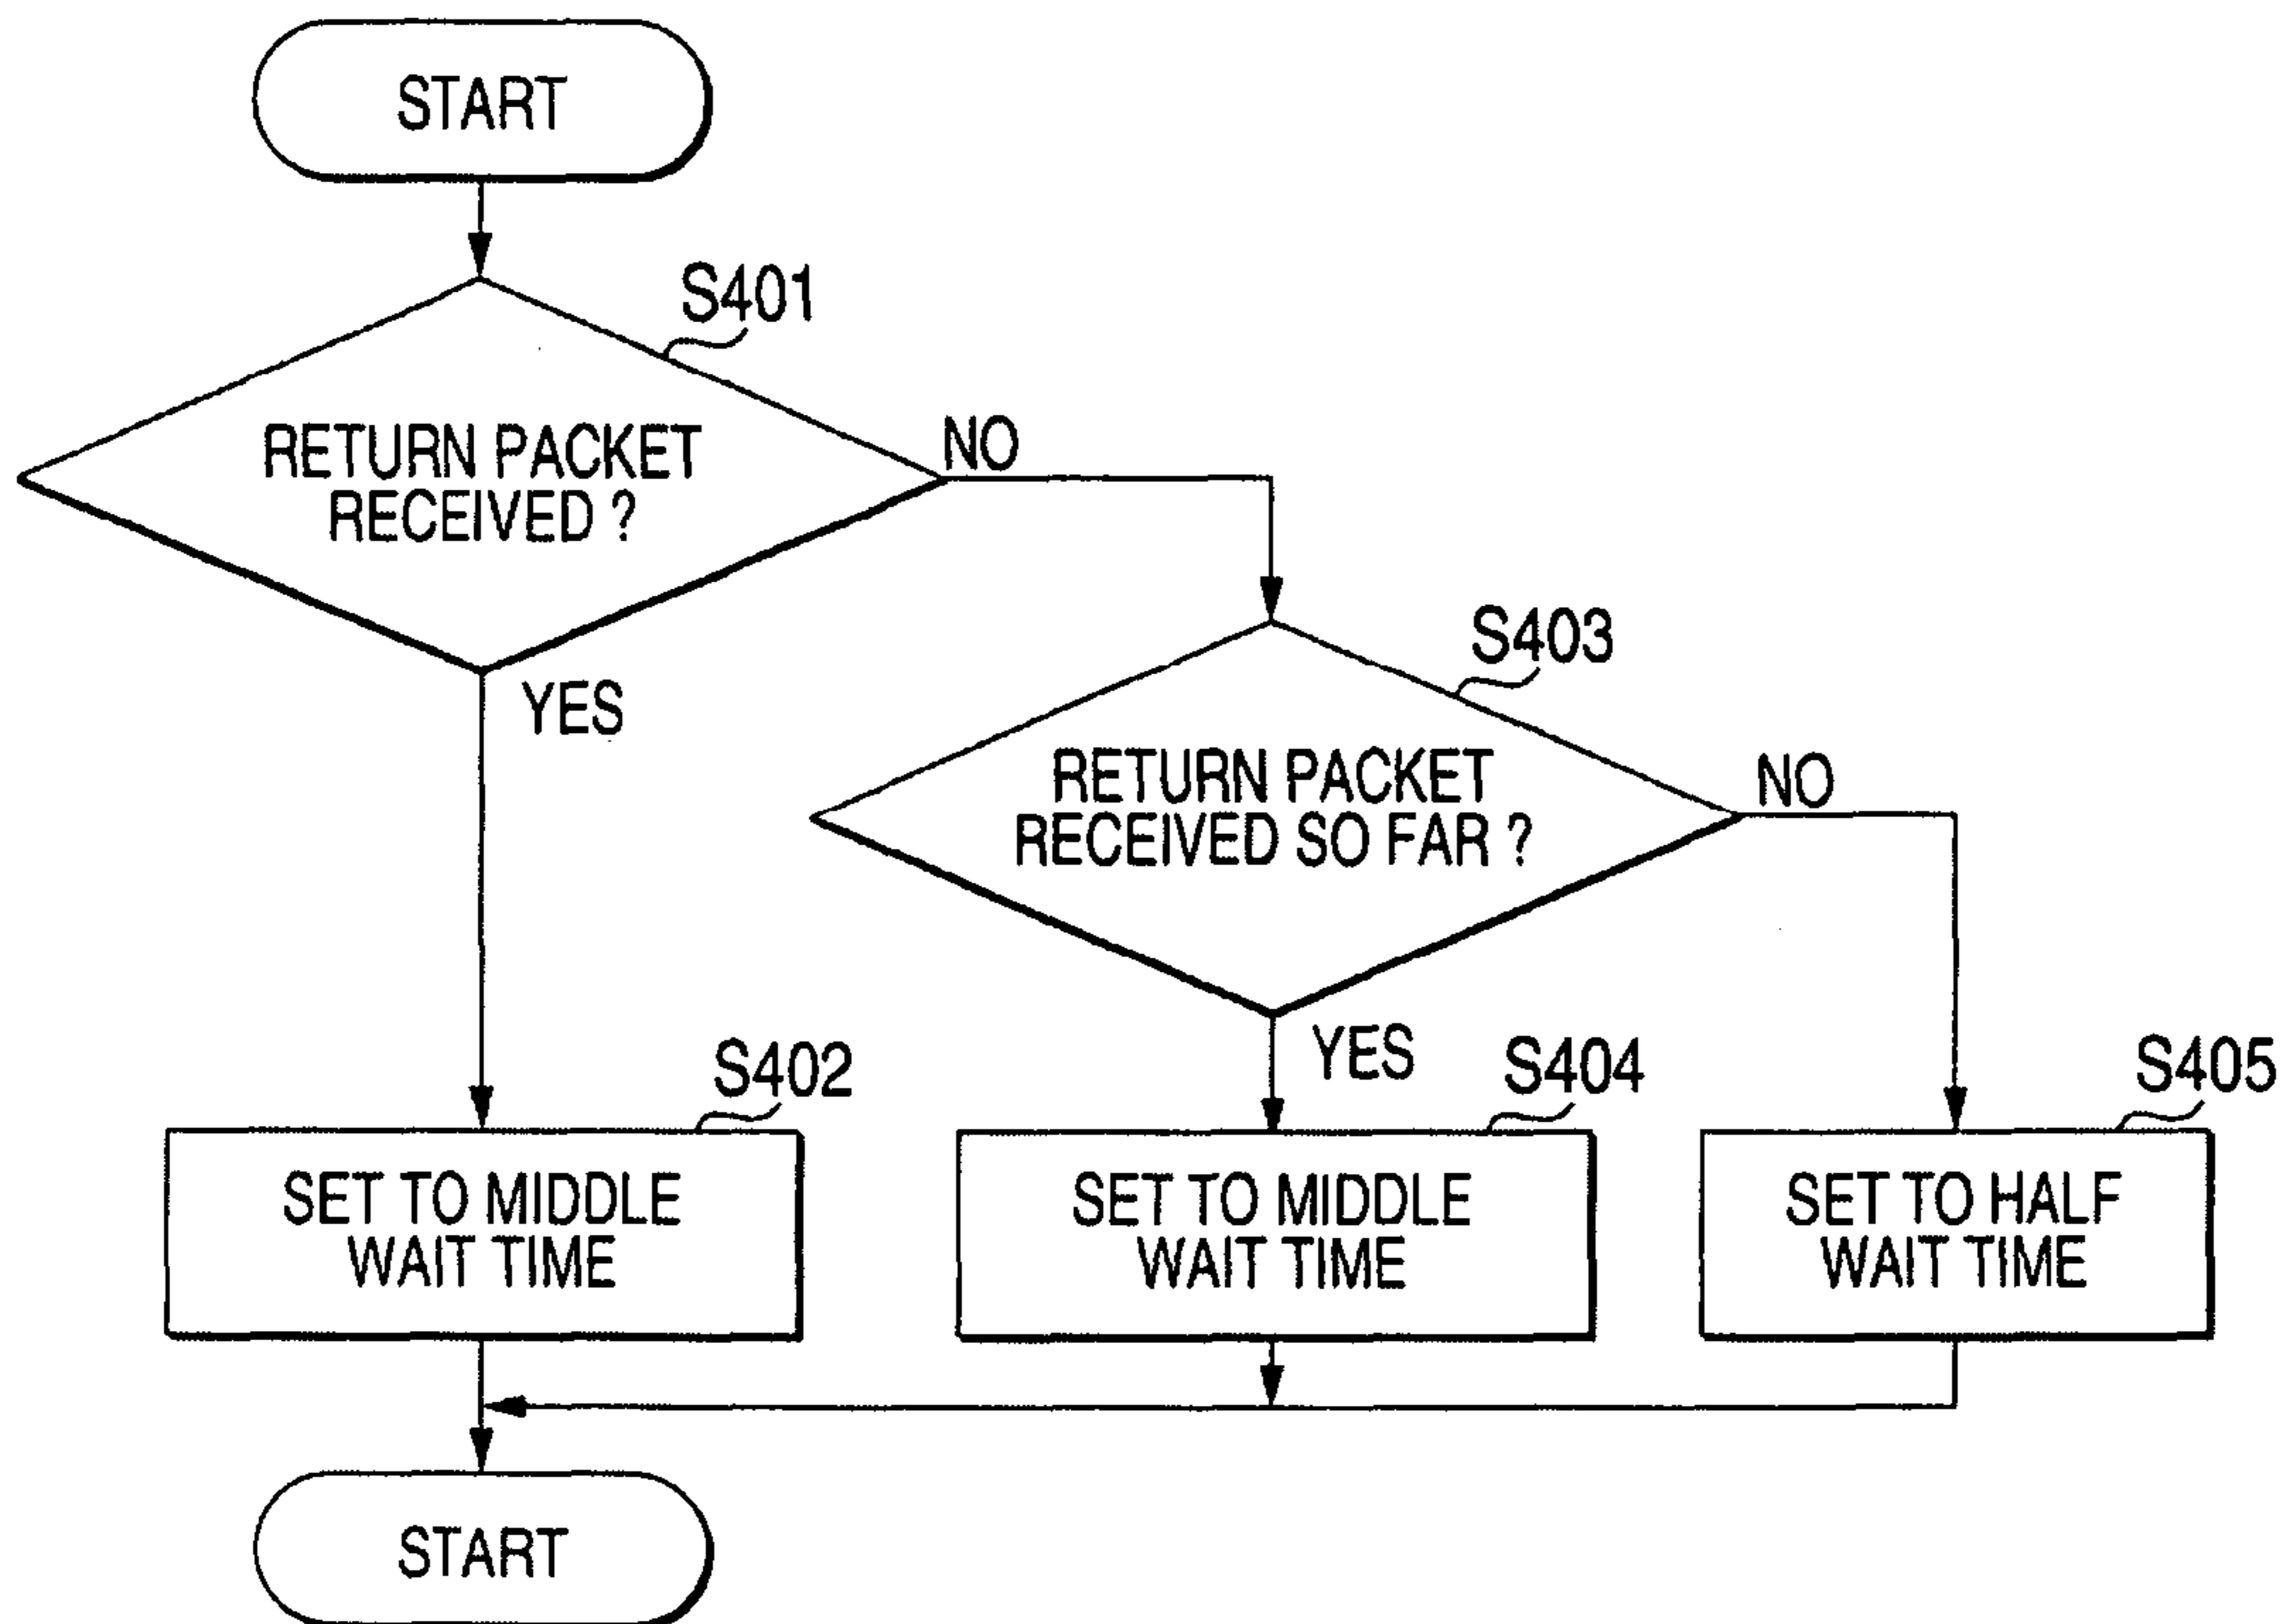 START
S401
RETURN PACKET
RECEIVED ?
NO
YES
S403
RETURN PACKET
RECEIVED SO FAR ?
NO
YES
S402
SET TO MIDDLE
WAIT TIME
S404
SET TO MIDDLE
WAIT TIME
S405
SET TO HALF
WAIT TIME
START